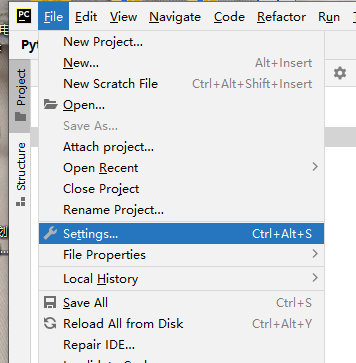 PC File Edit View Navigate Code Refactor Run
Py
Project
Structure
New Project...
New... Alt+Insert
New Scratch File Ctrl+Alt+Shift+Insert
Open...
Save As...
Attach project...
Open Recent
Close Project
Rename Project...
Settings... Ctrl+Alt+S
File Properties
Local History
Save All Ctrl+S
Reload All from Disk Ctrl+Alt+Y
Repair IDE...